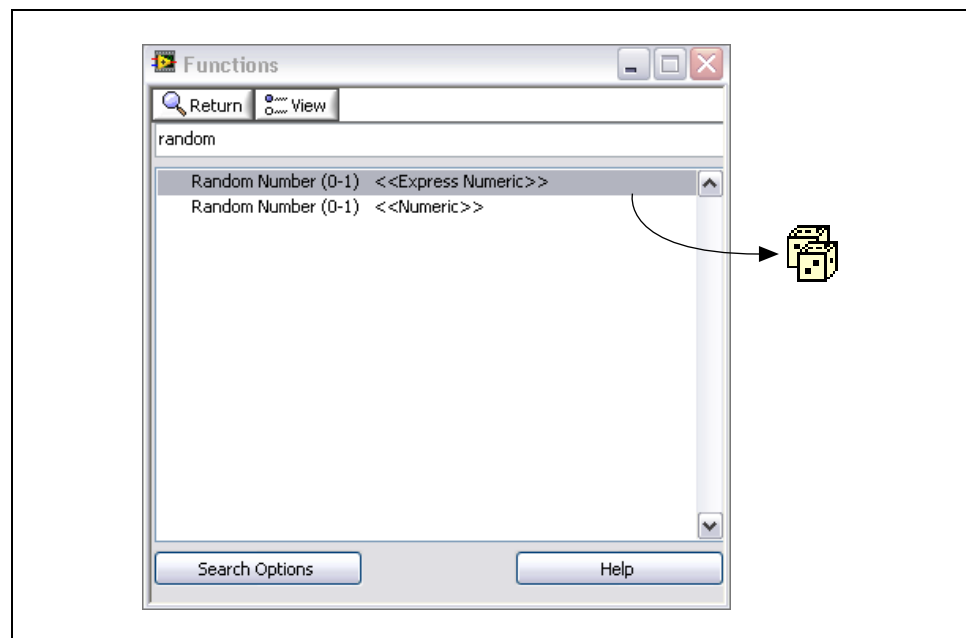 Functions
Return View
random
Random Number (0-1) <<Express Numeric>>
Random Number (0-1) <<Numeric>>
Search Options Help